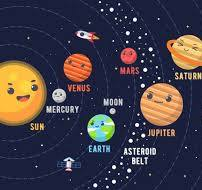 MARS
SATURN
VENUS
MERCURY
MOON
SUN
JUPITER
EARTH
ASTEROID
BELT